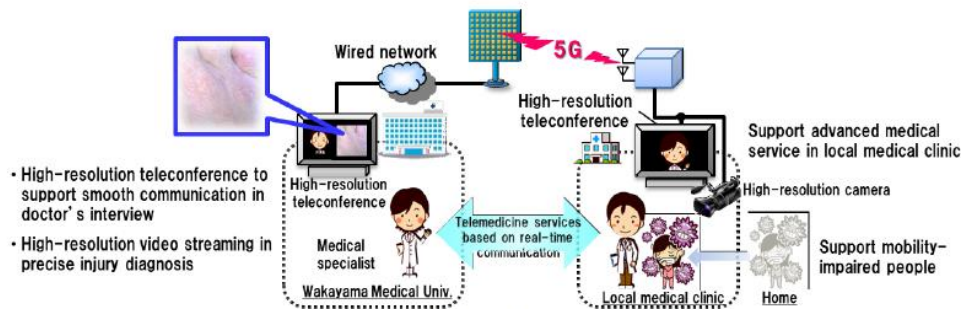 Wired network
5G
High-resolution
teleconference
Support advanced medical
service in local medical clinic
・High-resolution teleconference to
support smooth communication in
doctor's interview
・High-resolution video streaming in
precise injury diagnosis
High-resolution
teleconference
High-resolution camera
Medical
specialist
Telemedicine services
based on real-time
communication
Support mobility-
impaired people
Wakayama Medical Univ.
Local medical clinic
Home